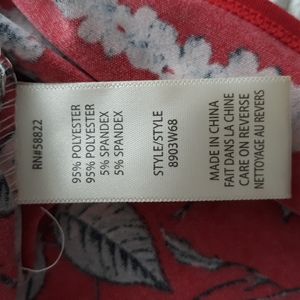 RN#58822
95% POLYESTER
95% POLYESTER
5% SPANDEX
5% SPANDEX
STYLE/STYLE
8903W68
MADE IN CHINA
FAIT DANS LA CHINE
CARE ON REVERSE
NETTOYAGE AU REVERS